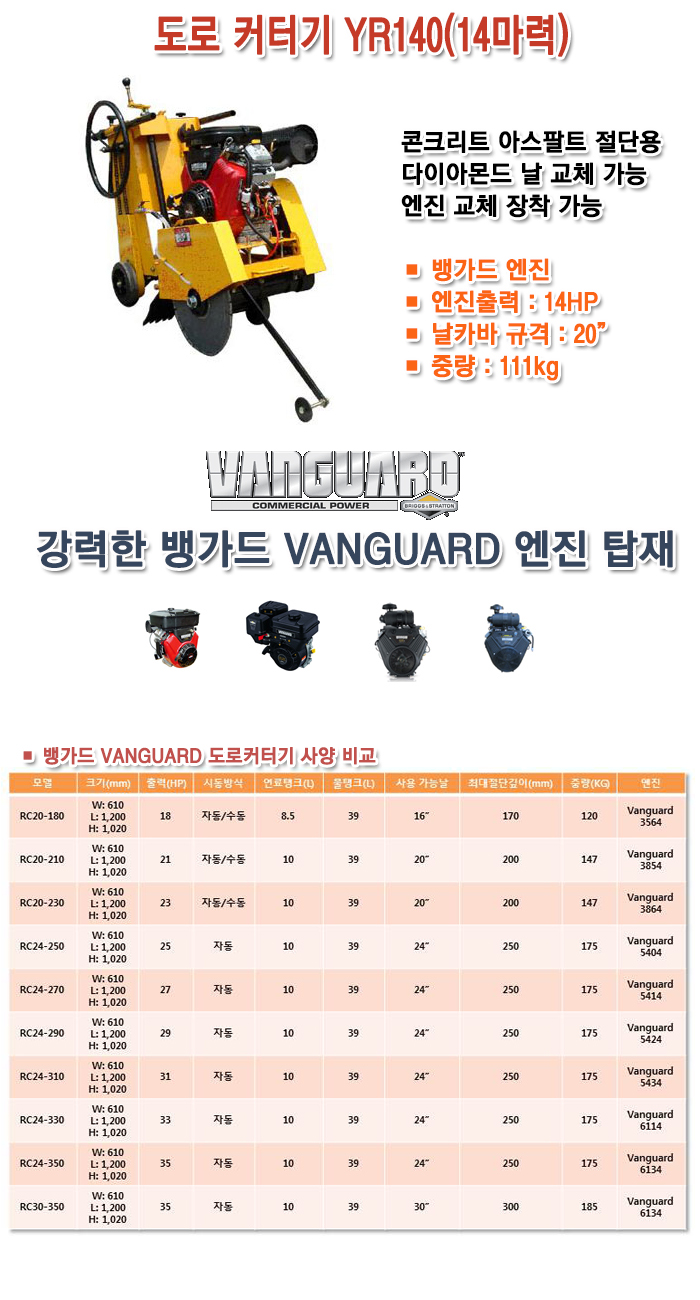 도로 커터기 YR140(14마력)
콘크리트 아스팔트 절단용
다이아몬드 날 교체 가능
엔진 교체 장착 가능
▪ 뱅가드 엔진
▪ 엔진출력 : 14HP
▪ 날카바 규격 : 20”
▪ 중량 : 111kg
VANGUARD
COMMERCIAL POWER
BRIGGS & STRATTON
강력한 뱅가드 VANGUARD 엔진 탑재
▪ 뱅가드 VANGUARD 도로커터기 사양 비교
모델 크기(mm) 출력(HP) 시동방식 연료탱크(L) 물탱크(L) 사용 가능날 최대절단깊이(mm) 중량(KG) 엔진
RC20-180 W: 610 L: 1,200 H: 1,020 18 자동/수동 8.5 39 16″ 170 120 Vanguard 3564
RC20-210 W: 610 L: 1,200 H: 1,020 21 자동/수동 10 39 20″ 200 147 Vanguard 3854
RC20-230 W: 610 L: 1,200 H: 1,020 23 자동/수동 10 39 20″ 200 147 Vanguard 3864
RC24-250 W: 610 L: 1,200 H: 1,020 25 자동 10 39 24″ 250 175 Vanguard 5404
RC24-270 W: 610 L: 1,200 H: 1,020 27 자동 10 39 24″ 250 175 Vanguard 5414
RC24-290 W: 610 L: 1,200 H: 1,020 29 자동 10 39 24″ 250 175 Vanguard 5424
RC24-310 W: 610 L: 1,200 H: 1,020 31 자동 10 39 24″ 250 175 Vanguard 5434
RC24-330 W: 610 L: 1,200 H: 1,020 33 자동 10 39 24″ 250 175 Vanguard 6114
RC24-350 W: 610 L: 1,200 H: 1,020 35 자동 10 39 24″ 250 175 Vanguard 6134
RC30-350 W: 610 L: 1,200 H: 1,020 35 자동 10 39 30″ 300 185 Vanguard 6134